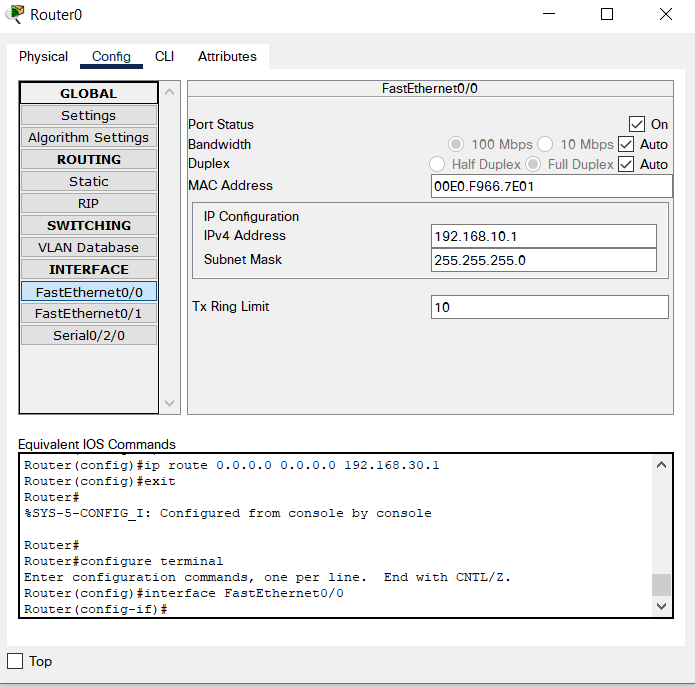 Router0
Physical Config CLI Attributes
GLOBAL
Settings
Algorithm Settings
ROUTING
Static
RIP
SWITCHING
VLAN Database
INTERFACE
FastEthernet0/0
FastEthernet0/1
Serial0/2/0
FastEthernet0/0
Port Status On
Bandwidth 100 Mbps 10 Mbps Auto
Duplex Half Duplex Full Duplex Auto
MAC Address 00E0.F966.7E01
IP Configuration
IPv4 Address 192.168.10.1
Subnet Mask 255.255.255.0
Tx Ring Limit 10
Equivalent IOS Commands
Router(config)#ip route 0.0.0.0 0.0.0.0 192.168.30.1
Router(config)#exit
Router#
%SYS-5-CONFIG_I: Configured from console by console
Router#
Router#configure terminal
Enter configuration commands, one per line. End with CNTL/Z.
Router(config)#interface FastEthernet0/0
Router(config-if)#
Top